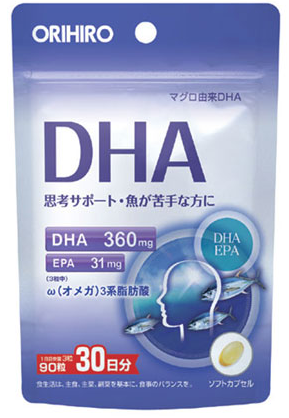 ORIHIRO
マグロ由来DHA
DHA
思考サポート・魚が苦手な方に
DHA 360mg
EPA 31mg
(3粒中)
DHA
EPA
ω(オメガ)3系脂肪酸
1日目安量3粒
90粒 30日分
ソフトカプセル
食生活は、主食、主菜、副菜を基本に、食事のバランスを。